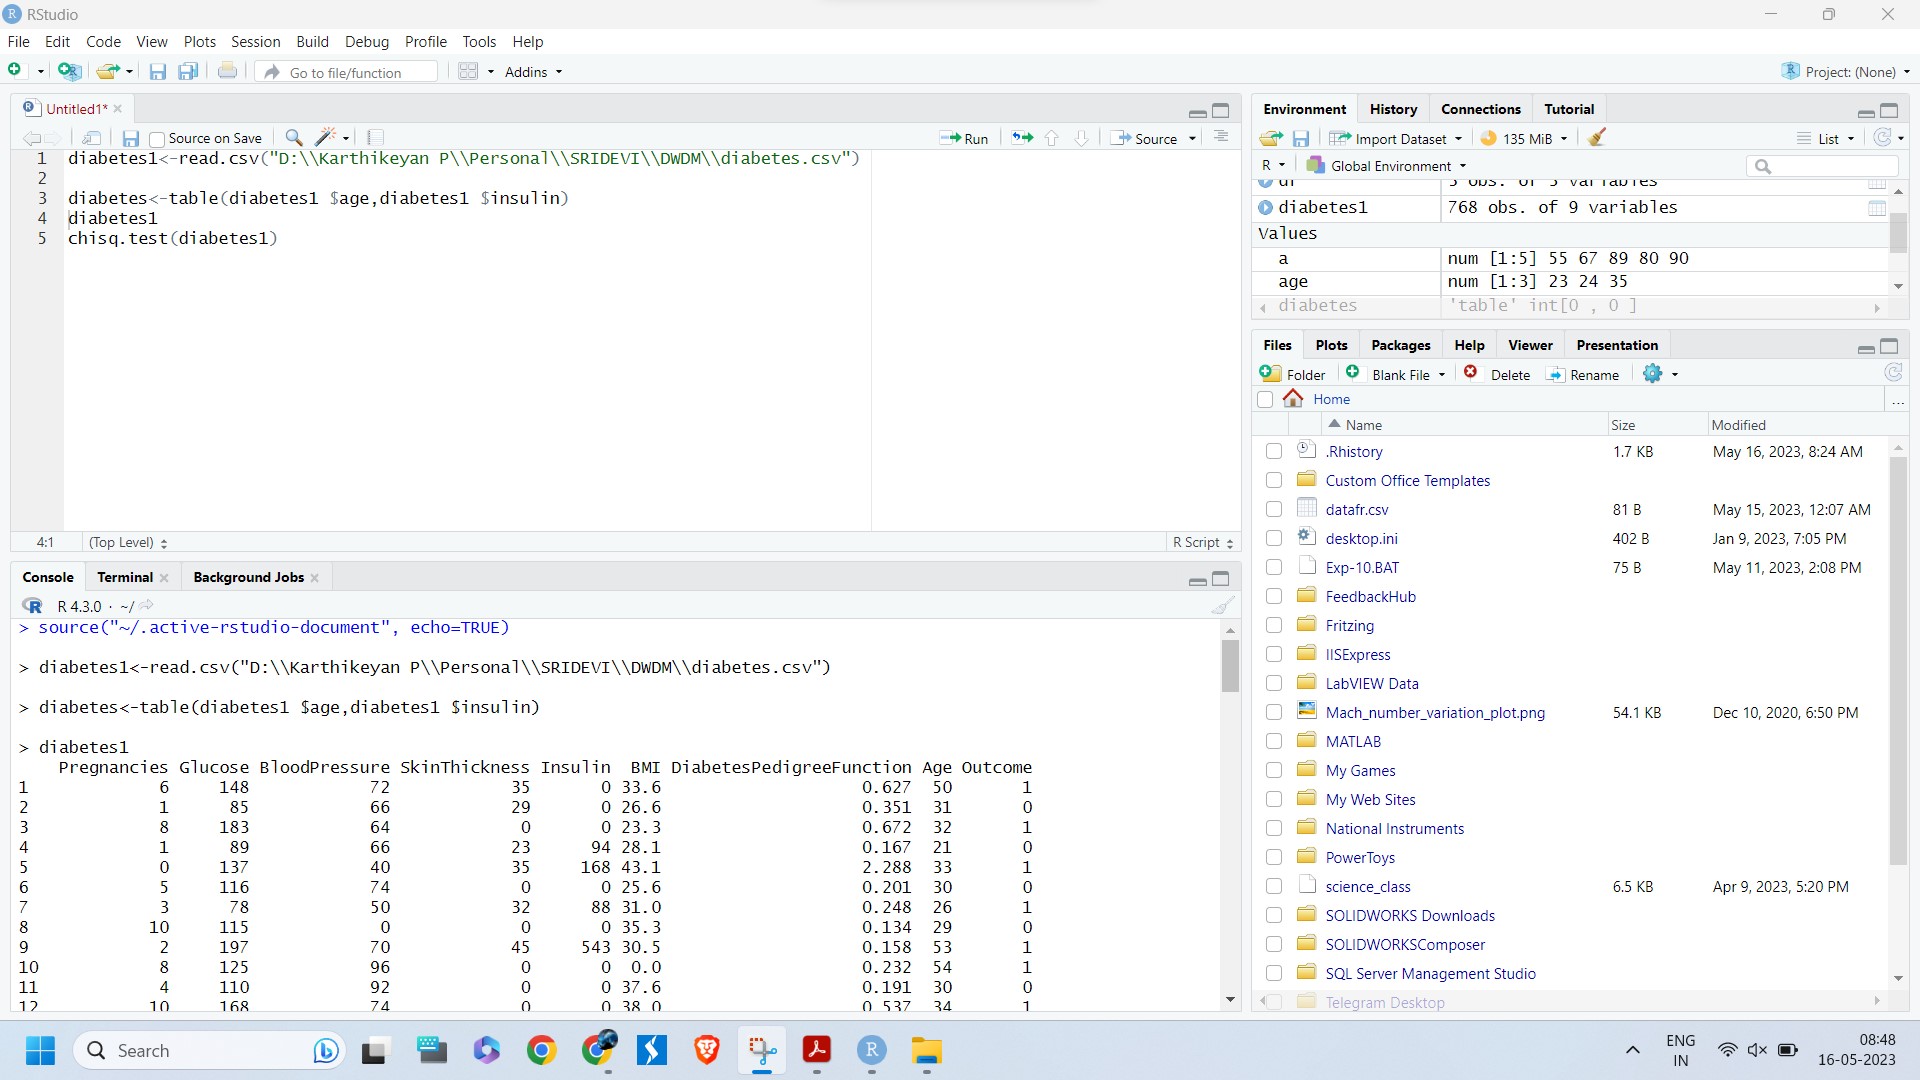 RStudio
File Edit Code View Plots Session Build Debug Profile Tools Help
Go to file/function Addins Project: (None)
Untitled1*
Source on Save Run Source
1 diabetes1<-read.csv("D:\\Karthikeyan P\\Personal\\SRIDEVI\\DWDM\\diabetes.csv")
2
3 diabetes<-table(diabetes1 $age,diabetes1 $insulin)
4 diabetes1
5 chisq.test(diabetes1)
4:1 (Top Level) R Script
Console Terminal Background Jobs
R 4.3.0 · ~/
> source("~/.active-rstudio-document", echo=TRUE)
> diabetes1<-read.csv("D:\\Karthikeyan P\\Personal\\SRIDEVI\\DWDM\\diabetes.csv")
> diabetes<-table(diabetes1 $age,diabetes1 $insulin)
> diabetes1
Pregnancies Glucose BloodPressure SkinThickness Insulin BMI DiabetesPedigreeFunction Age Outcome
1 6 148 72 35 0 33.6 0.627 50 1
2 1 85 66 29 0 26.6 0.351 31 0
3 8 183 64 0 0 23.3 0.672 32 1
4 1 89 66 23 94 28.1 0.167 21 0
5 0 137 40 35 168 43.1 2.288 33 1
6 5 116 74 0 0 25.6 0.201 30 0
7 3 78 50 32 88 31.0 0.248 26 1
8 10 115 0 0 0 35.3 0.134 29 0
9 2 197 70 45 543 30.5 0.158 53 1
10 8 125 96 0 0 0.0 0.232 54 1
11 4 110 92 0 0 37.6 0.191 30 0
12 10 168 74 0 0 38.0 0.537 34 1
Environment History Connections Tutorial
Import Dataset 135 MiB List
R Global Environment
df 3 obs. of 3 variables
diabetes1 768 obs. of 9 variables
Values
a num [1:5] 55 67 89 80 90
age num [1:3] 23 24 35
diabetes 'table' int[0 , 0 ]
Files Plots Packages Help Viewer Presentation
Folder Blank File Delete Rename
Home ...
Name Size Modified
.Rhistory 1.7 KB May 16, 2023, 8:24 AM
Custom Office Templates
datafr.csv 81 B May 15, 2023, 12:07 AM
desktop.ini 402 B Jan 9, 2023, 7:05 PM
Exp-10.BAT 75 B May 11, 2023, 2:08 PM
FeedbackHub
Fritzing
IISExpress
LabVIEW Data
Mach_number_variation_plot.png 54.1 KB Dec 10, 2020, 6:50 PM
MATLAB
My Games
My Web Sites
National Instruments
PowerToys
science_class 6.5 KB Apr 9, 2023, 5:20 PM
SOLIDWORKS Downloads
SOLIDWORKSComposer
SQL Server Management Studio
Telegram Desktop
Search
ENG
IN
08:48
16-05-2023